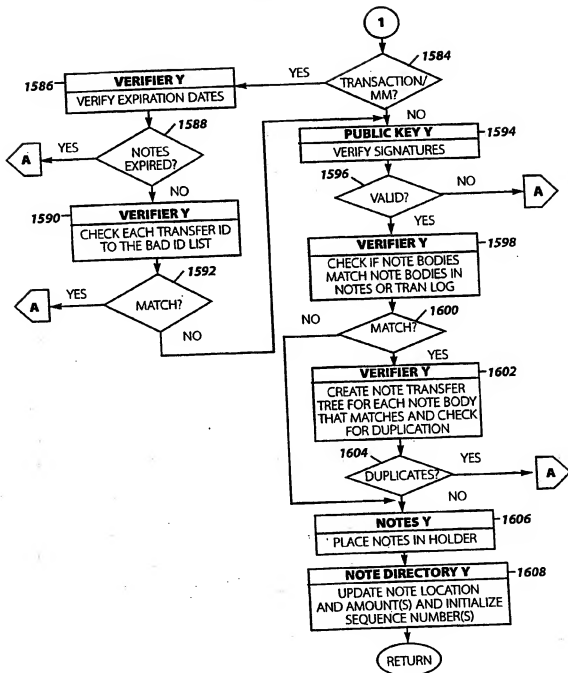 1
1584
TRANSACTION/
MM?
YES
NO
1586
VERIFIER Y
VERIFY EXPIRATION DATES
1588
NOTES
EXPIRED?
YES
A
NO
1590
VERIFIER Y
CHECK EACH TRANSFER ID
TO THE BAD ID LIST
1592
MATCH?
YES
A
NO
PUBLIC KEY Y
1594
VERIFY SIGNATURES
1596
VALID?
NO
A
YES
VERIFIER Y
1598
CHECK IF NOTE BODIES
MATCH NOTE BODIES IN
NOTES OR TRAN LOG
1600
NO
MATCH?
YES
VERIFIER Y
1602
CREATE NOTE TRANSFER
TREE FOR EACH NOTE BODY
THAT MATCHES AND CHECK
FOR DUPLICATION
1604
DUPLICATES?
YES
A
NO
NOTES Y
1606
PLACE NOTES IN HOLDER
NOTE DIRECTORY Y
1608
UPDATE NOTE LOCATION
AND AMOUNT(S) AND INITIALIZE
SEQUENCE NUMBER(S)
RETURN